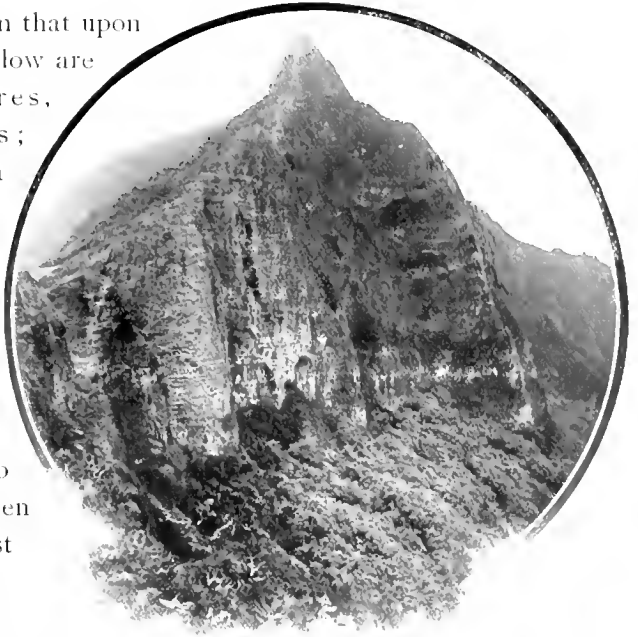 that upon
low are
res,
s;
en
st